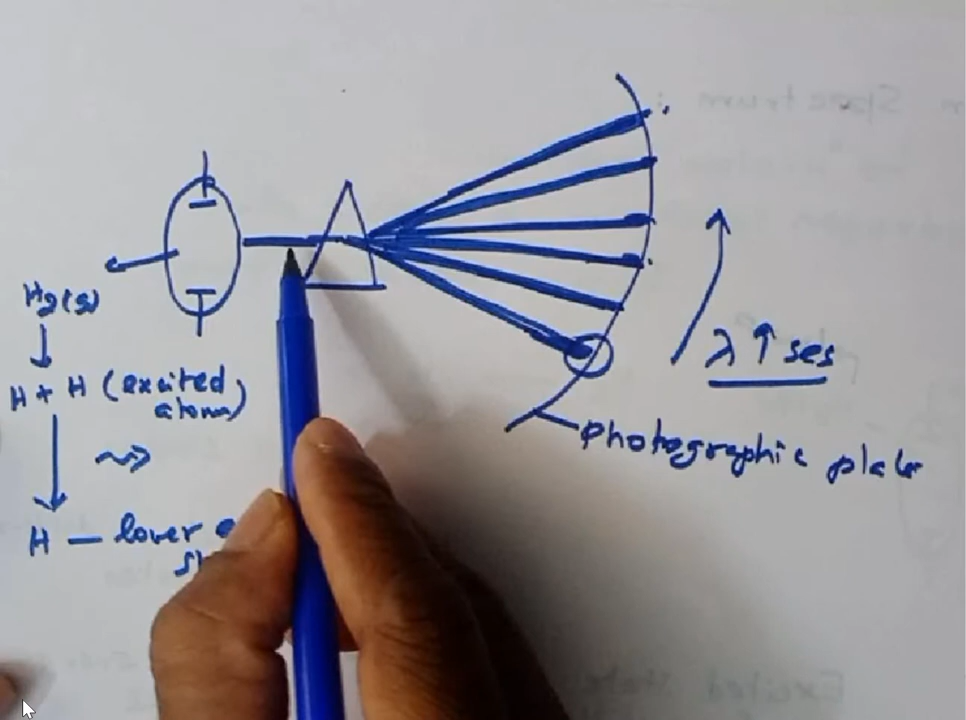 H₂(g)
H + H (excited
atom)
H — lower
λ ↑ ses
photographic plate